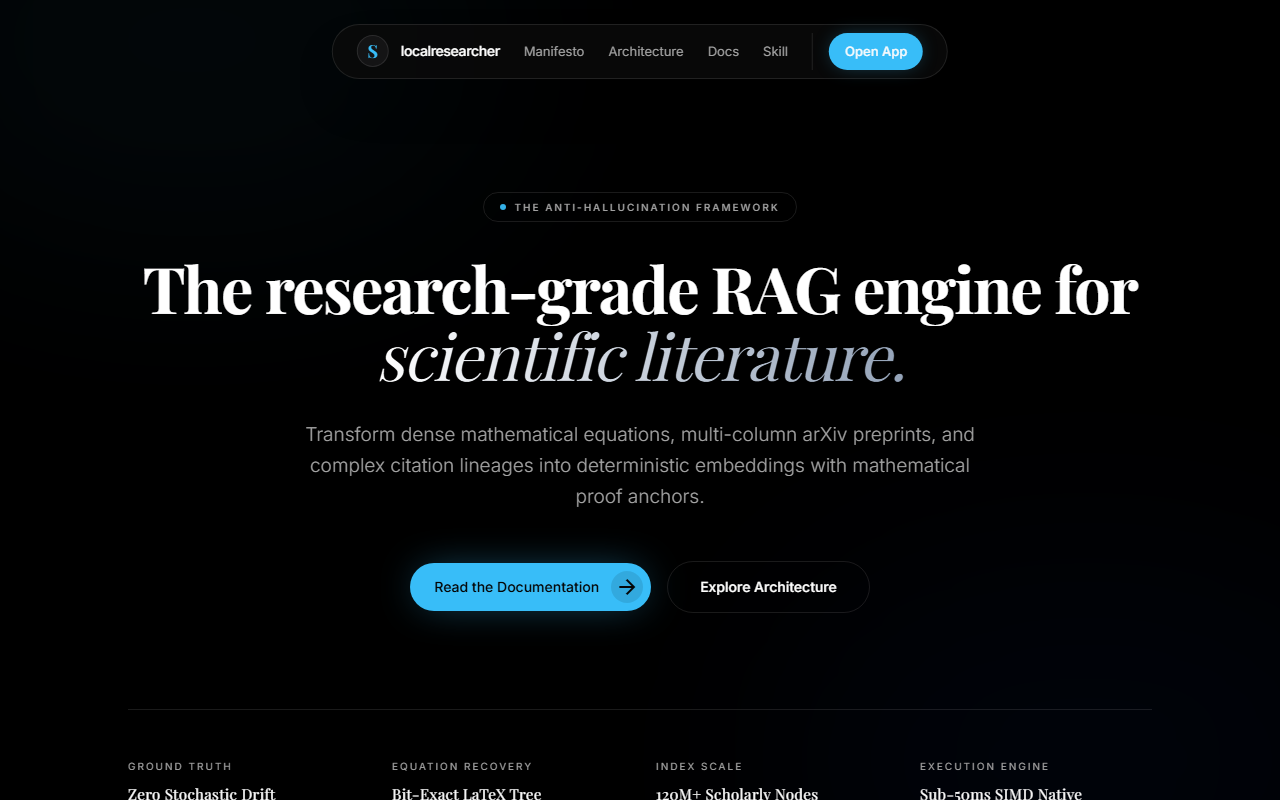 S localresearcher Manifesto Architecture Docs Skill Open App
THE ANTI-HALLUCINATION FRAMEWORK
The research-grade RAG engine for
scientific literature.
Transform dense mathematical equations, multi-column arXiv preprints, and
complex citation lineages into deterministic embeddings with mathematical
proof anchors.
Read the Documentation Explore Architecture
GROUND TRUTH EQUATION RECOVERY INDEX SCALE EXECUTION ENGINE
Zero Stochastic Drift Bit-Exact LaTeX Tree 120M+ Scholarly Nodes Sub-50ms SIMD Native